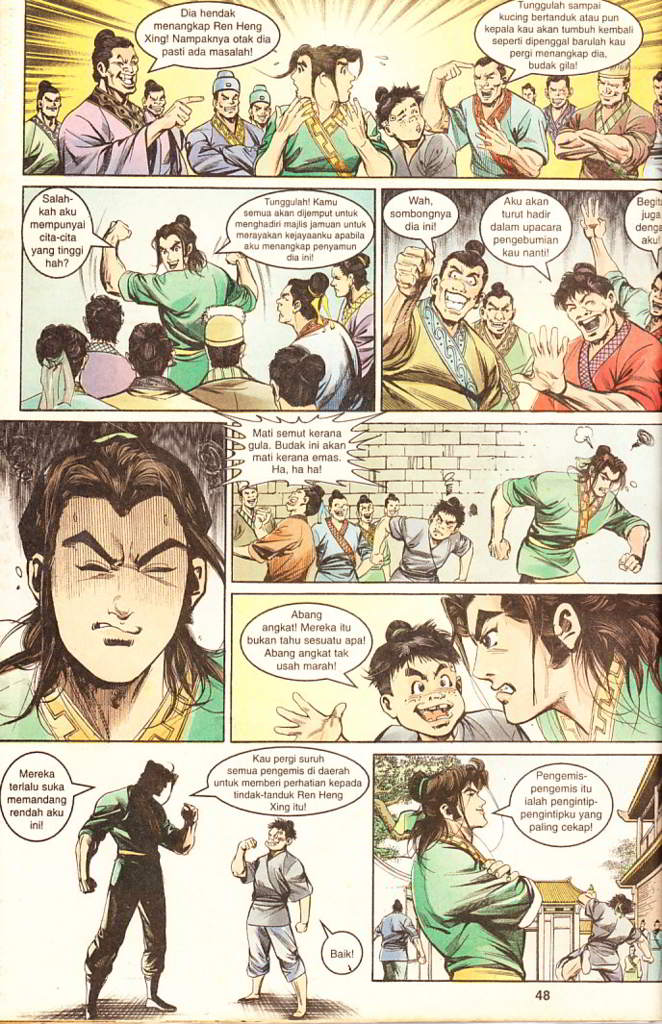 Dia hendak
menangkap Ren Heng
Xing! Nampaknya otak dia
pasti ada masalah!
Tunggulah sampai
kucing bertanduk atau pun
kepala kau akan tumbuh kembali
seperti dipenggal barulah kau
pergi menangkap dia,
budak gila!
Salah-
kah aku
mempunyai
cita-cita
yang tinggi
hah?
Tunggulah! Kamu
semua akan dijemput untuk
menghadiri majlis jamuan untuk
merayakan kejayaanku apabila
aku menangkap penyamun
dia ini!
Wah,
sombongnya
dia ini!
Aku akan
turut hadir
dalam upacara
pengebumian
kau nanti!
juga
aku!
Mati semut kerana
gula. Budak ini akan
mati kerana emas.
Ha, ha ha!
Abang
angkat! Mereka itu
bukan tahu sesuatu apa!
Abang angkat tak
usah marah!
Mereka
terlalu suka
memandang
rendah aku
ini!
Kau pergi suruh
semua pengemis di daerah
untuk memberi perhatian kepada
tindak-tanduk Ren Heng
Xing itu!
Baik!
Pengemis-
pengemis itu
ialah pengintip-
pengintipku yang
paling cekap!
48